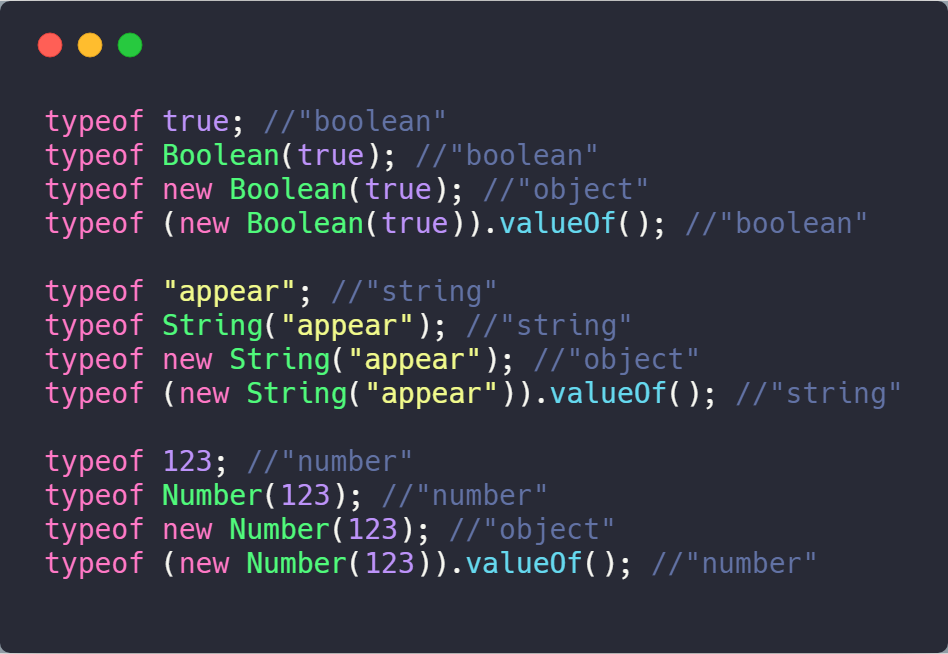 typeof true; //"boolean"
typeof Boolean(true); //"boolean"
typeof new Boolean(true); //"object"
typeof (new Boolean(true)).valueOf(); //"boolean"
typeof "appear"; //"string"
typeof String("appear"); //"string"
typeof new String("appear"); //"object"
typeof (new String("appear")).valueOf(); //"string"
typeof 123; //"number"
typeof Number(123); //"number"
typeof new Number(123); //"object"
typeof (new Number(123)).valueOf(); //"number"